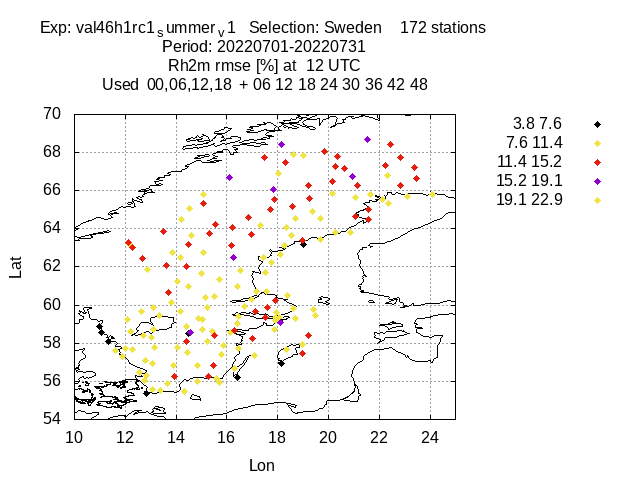 Exp: val46h1rc1summerv1   Selection: Sweden    172 stations
Period: 20220701-20220731
Rh2m rmse [%] at  12 UTC
Used  00,06,12,18  + 06 12 18 24 30 36 42 48
3.8 7.6
7.6 11.4
11.4 15.2
15.2 19.1
19.1 22.9
70
68
66
64
62
60
58
56
54
Lat
10 12 14 16 18 20 22 24
Lon